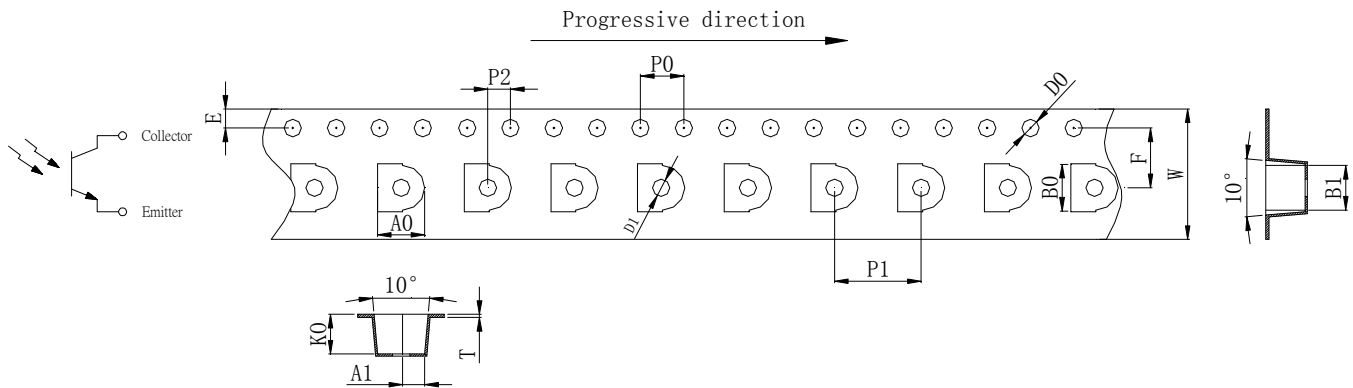 Progressive direction
P2
P0
D0
E
Collector
F
W
10°
B1
B0
Emitter
A0
D1
P1
10°
K0
T
A1